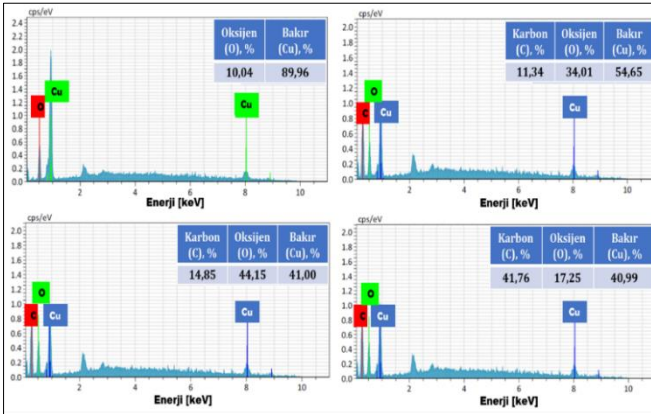 cps/eV
2.4
2.2
2.0
1.8
1.6
1.4
1.2
1.0
0.8
0.6
0.4
0.2
0.0
Oksijen (O), %
Bakır (Cu), %
10,04
89,96
O
Cu
Cu
2
4
6
8
10
Enerji [keV]
cps/eV
2.0
1.8
1.6
1.4
1.2
1.0
0.8
0.6
0.4
0.2
0.0
Karbon (C), %
Oksijen (O), %
Bakır (Cu), %
11,34
34,01
54,65
C
O
Cu
Cu
2
4
6
8
10
Enerji [keV]
cps/eV
2.0
1.8
1.6
1.4
1.2
1.0
0.8
0.6
0.4
0.2
0.0
Karbon (C), %
Oksijen (O), %
Bakır (Cu), %
14,85
44,15
41,00
C
O
Cu
Cu
2
4
6
8
10
Enerji [keV]
cps/eV
2.0
1.8
1.6
1.4
1.2
1.0
0.8
0.6
0.4
0.2
0.0
Karbon (C), %
Oksijen (O), %
Bakır (Cu), %
41,76
17,25
40,99
C
O
Cu
Cu
2
4
6
8
10
Enerji [keV]